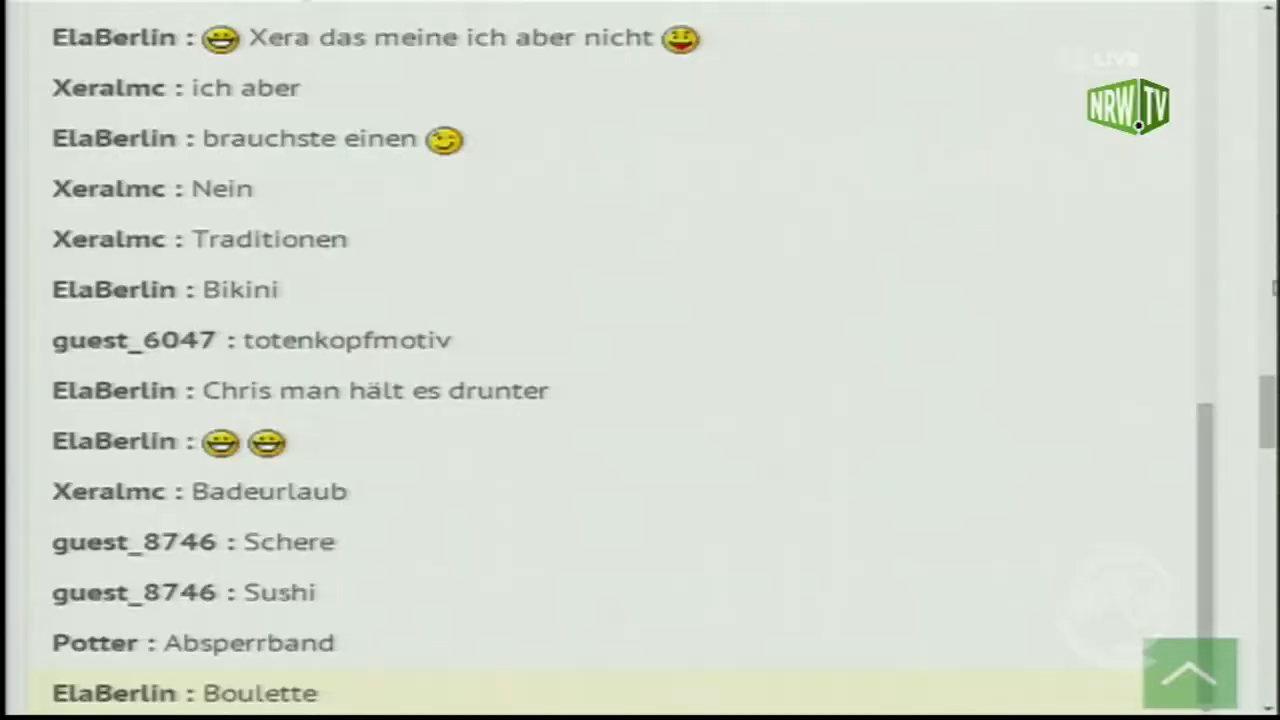 LIVE
NRW.TV
ElaBerlin : Xera das meine ich aber nicht
Xeralmc : ich aber
ElaBerlin : brauchste einen
Xeralmc : Nein
Xeralmc : Traditionen
ElaBerlin : Bikini
guest_6047 : totenkopfmotiv
ElaBerlin : Chris man hält es drunter
ElaBerlin :
Xeralmc : Badeurlaub
guest_8746 : Schere
guest_8746 : Sushi
Potter : Absperrband
ElaBerlin : Boulette